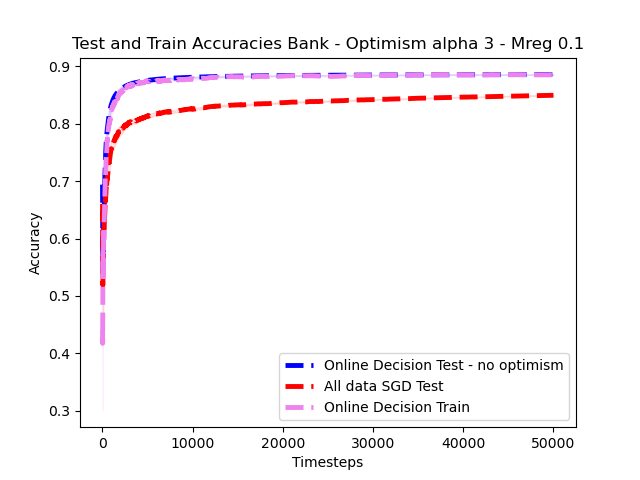 Test and Train Accuracies Bank - Optimism alpha 3 - Mreg 0.1
0.9
0.8
0.7
0.6
0.5
0.4
0.3
Accuracy
Online Decision Test - no optimism
All data SGD Test
Online Decision Train
0 10000 20000 30000 40000 50000
Timesteps